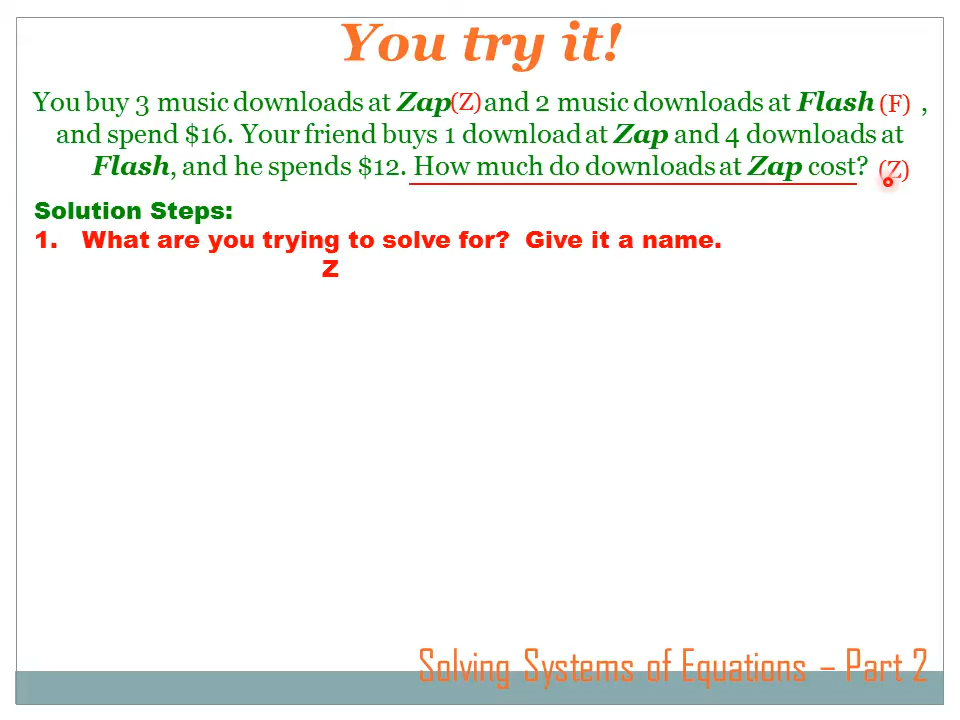 You try it!
You buy 3 music downloads at Zap(Z) and 2 music downloads at Flash (F) ,
and spend $16. Your friend buys 1 download at Zap and 4 downloads at
Flash, and he spends $12. How much do downloads at Zap cost? (Z)
Solution Steps:
1. What are you trying to solve for? Give it a name.
Z
Solving Systems of Equations – Part 2